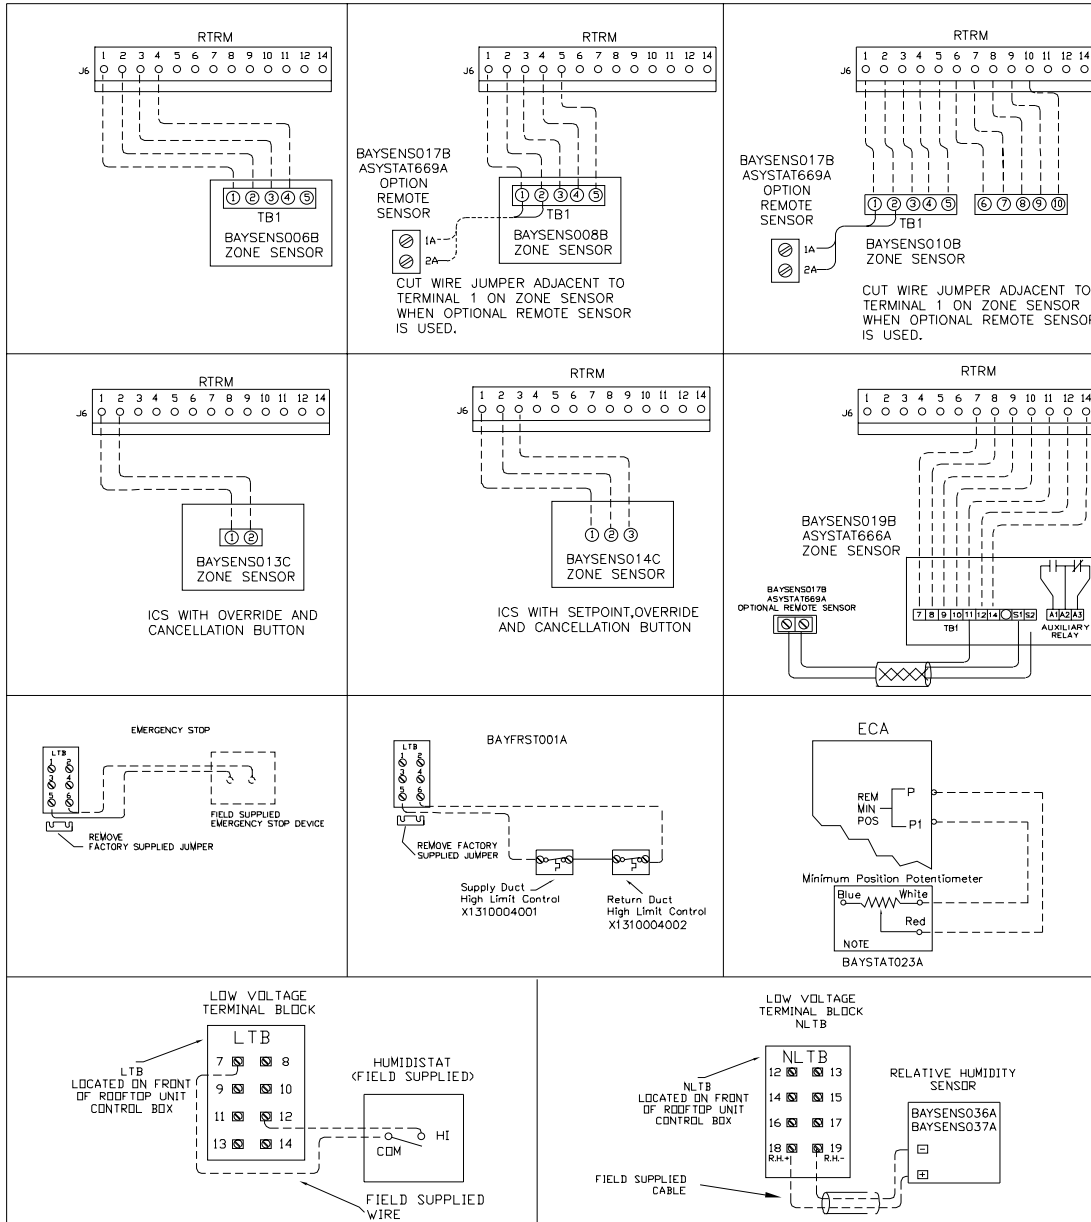 RTRM
1 2 3 4 5 6 7 8 9 10 11 12 14
J6
1 2 3 4 5
TB1
BAYSENS006B
ZONE SENSOR
RTRM
1 2 3 4 5 6 7 8 9 10 11 12 14
J6
BAYSENS017B
ASYSTAT669A
OPTION
REMOTE
SENSOR
1A
2A
1 2 3 4 5
TB1
BAYSENS008B
ZONE SENSOR
CUT WIRE JUMPER ADJACENT TO
TERMINAL 1 ON ZONE SENSOR
WHEN OPTIONAL REMOTE SENSOR
IS USED.
RTRM
1 2 3 4 5 6 7 8 9 10 11 12 14
J6
BAYSENS017B
ASYSTAT669A
OPTION
REMOTE
SENSOR
1A
2A
1 2 3 4 5
6 7 8 9 10
TB1
BAYSENS010B
ZONE SENSOR
CUT WIRE JUMPER ADJACENT TO
TERMINAL 1 ON ZONE SENSOR
WHEN OPTIONAL REMOTE SENSOR
IS USED.
RTRM
1 2 3 4 5 6 7 8 9 10 11 12 14
J6
1 2
BAYSENS013C
ZONE SENSOR
ICS WITH OVERRIDE AND
CANCELLATION BUTTON
RTRM
1 2 3 4 5 6 7 8 9 10 11 12 14
J6
1 2 3
BAYSENS014C
ZONE SENSOR
ICS WITH SETPOINT,OVERRIDE
AND CANCELLATION BUTTON
RTRM
1 2 3 4 5 6 7 8 9 10 11 12 14
J6
BAYSENS019B
ASYSTAT666A
ZONE SENSOR
BAYSENS017B
ASYSTAT669A
OPTIONAL REMOTE SENSOR
7 8 9 10 11 12 14 S1 S2
TB1
A1 A2 A3
AUXILIARY
RELAY
EMERGENCY STOP
LTB
1 2
3 4
5 6
FIELD SUPPLIED
EMERGENCY STOP DEVICE
REMOVE
FACTORY SUPPLIED JUMPER
BAYFRST001A
LTB
1 2
3 4
5 6
REMOVE FACTORY
SUPPLIED JUMPER
Supply Duct
High Limit Control
X1310004001
Return Duct
High Limit Control
X1310004002
ECA
REM
MIN
POS
P
P1
Minimum Position Potentiometer
Blue
White
Red
NOTE
BAYSTAT023A
LOW VOLTAGE
TERMINAL BLOCK
LTB
7 8
9 10
11 12
13 14
LTB
LOCATED ON FRONT
OF ROOFTOP UNIT
CONTROL BOX
HUMIDISTAT
(FIELD SUPPLIED)
COM
HI
FIELD SUPPLIED
WIRE
LOW VOLTAGE
TERMINAL BLOCK
NLTB
NLTB
12 13
14 15
16 17
18 19
R.H.+ R.H.-
NLTB
LOCATED ON FRONT
OF ROOFTOP UNIT
CONTROL BOX
RELATIVE HUMIDITY
SENSOR
BAYSENS036A
BAYSENS037A
-
+
FIELD SUPPLIED
CABLE